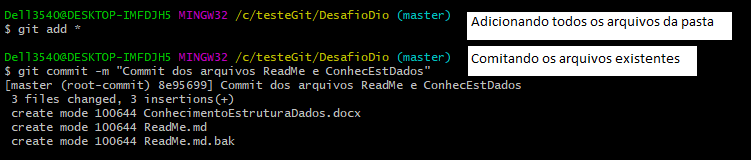 Dell3540@DESKTOP-IMFDJH5 MINGW32 /c/testeGit/DesafioDio (master)
$ git add *
Adicionando todos os arquivos da pasta
Dell3540@DESKTOP-IMFDJH5 MINGW32 /c/testeGit/DesafioDio (master)
Comitando os arquivos existentes
$ git commit -m "Commit dos arquivos ReadMe e ConhecEstDados"
[master (root-commit) 8e95699] Commit dos arquivos ReadMe e ConhecEstDados
3 files changed, 3 insertions(+)
create mode 100644 ConhecimentoEstruturaDados.docx
create mode 100644 ReadMe.md
create mode 100644 ReadMe.md.bak